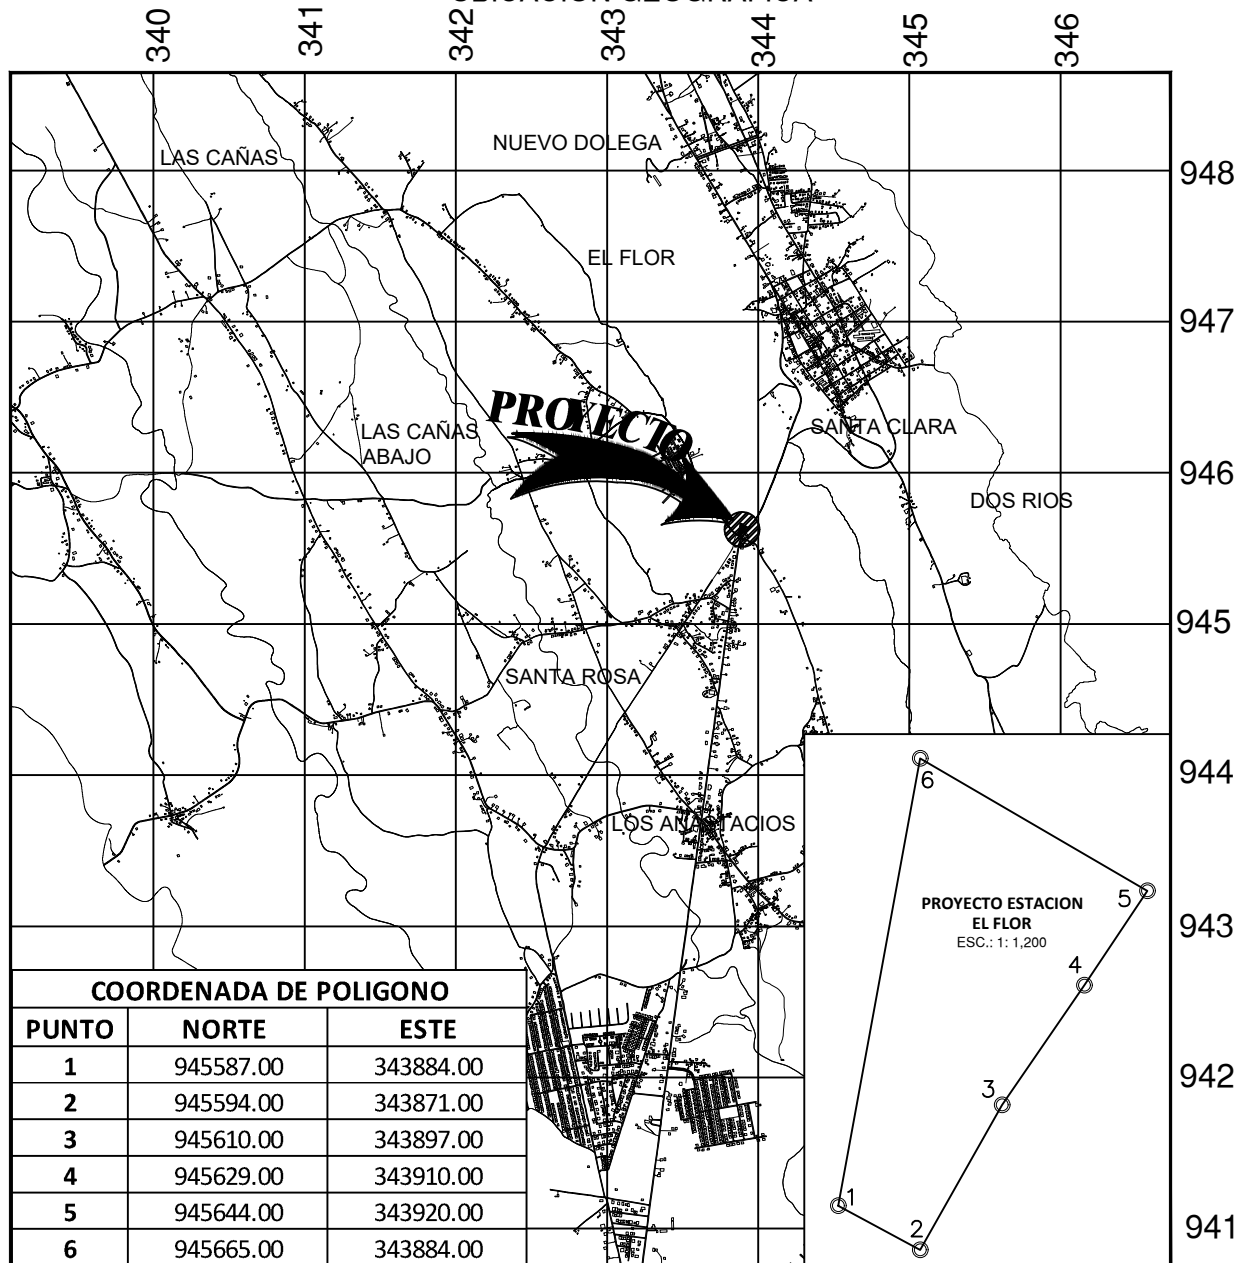 340 341 342 343 344 345 346
NUEVO DOLEGA
LAS CAÑAS
948
EL FLOR
947
PROYECTO
SANTA CLARA
LAS CAÑAS
ABAJO
946
DOS RIOS
945
SANTA ROSA
944
6
LOS ANASTACIOS
5
PROYECTO ESTACION
EL FLOR
ESC.: 1: 1,200
943
4
COORDENADA DE POLIGONO
PUNTO NORTE ESTE
1 945587.00 343884.00
2 945594.00 343871.00
3 945610.00 343897.00
4 945629.00 343910.00
5 945644.00 343920.00
6 945665.00 343884.00
942
3
1
2
941